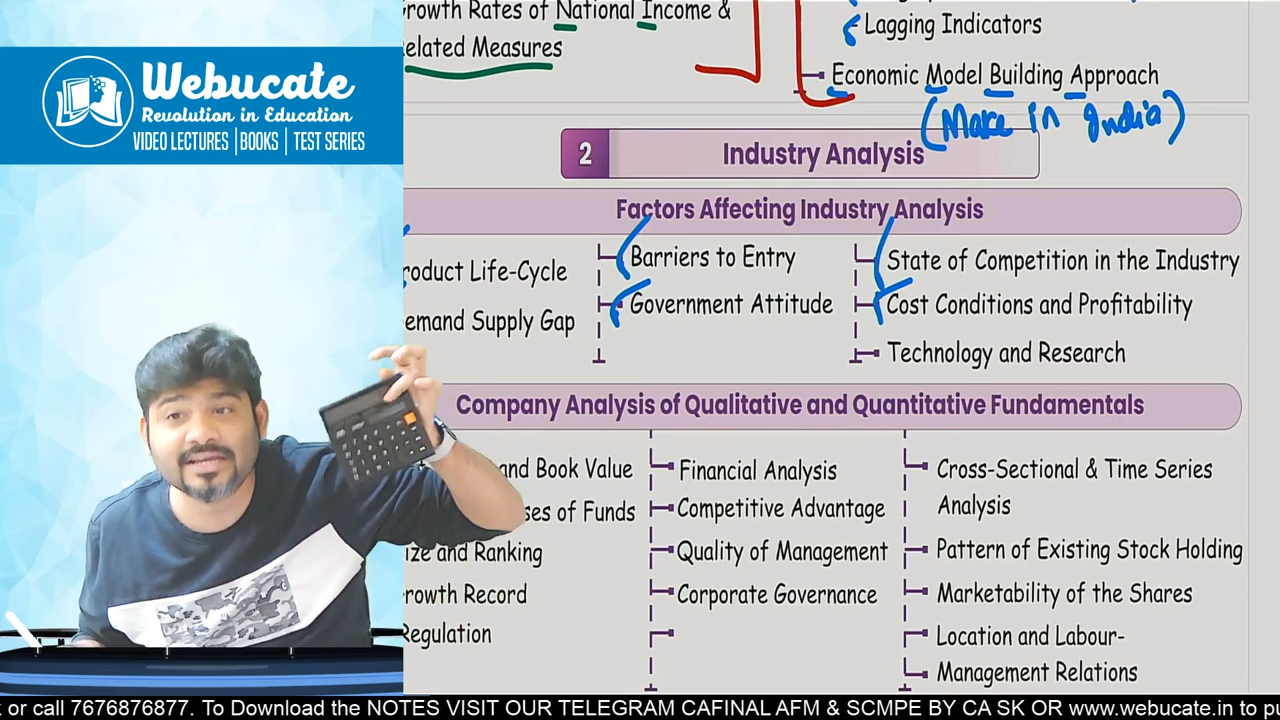 Webucate
Revolution in Education
VIDEO LECTURES | BOOKS | TEST SERIES
rowth Rates of National Income &
elated Measures
Lagging Indicators
Economic Model Building Approach
(Make in India)
2 Industry Analysis
Factors Affecting Industry Analysis
roduct Life-Cycle
emand Supply Gap
Barriers to Entry
Government Attitude
State of Competition in the Industry
Cost Conditions and Profitability
Technology and Research
Company Analysis of Qualitative and Quantitative Fundamentals
and Book Value
ses of Funds
ize and Ranking
rowth Record
Regulation
Financial Analysis
Competitive Advantage
Quality of Management
Corporate Governance
Cross-Sectional & Time Series
Analysis
Pattern of Existing Stock Holding
Marketability of the Shares
Location and Labour-
Management Relations
or call 7676876877. To Download the NOTES VISIT OUR TELEGRAM CAFINAL AFM & SCMPE BY CA SK OR www.webucate.in to pu